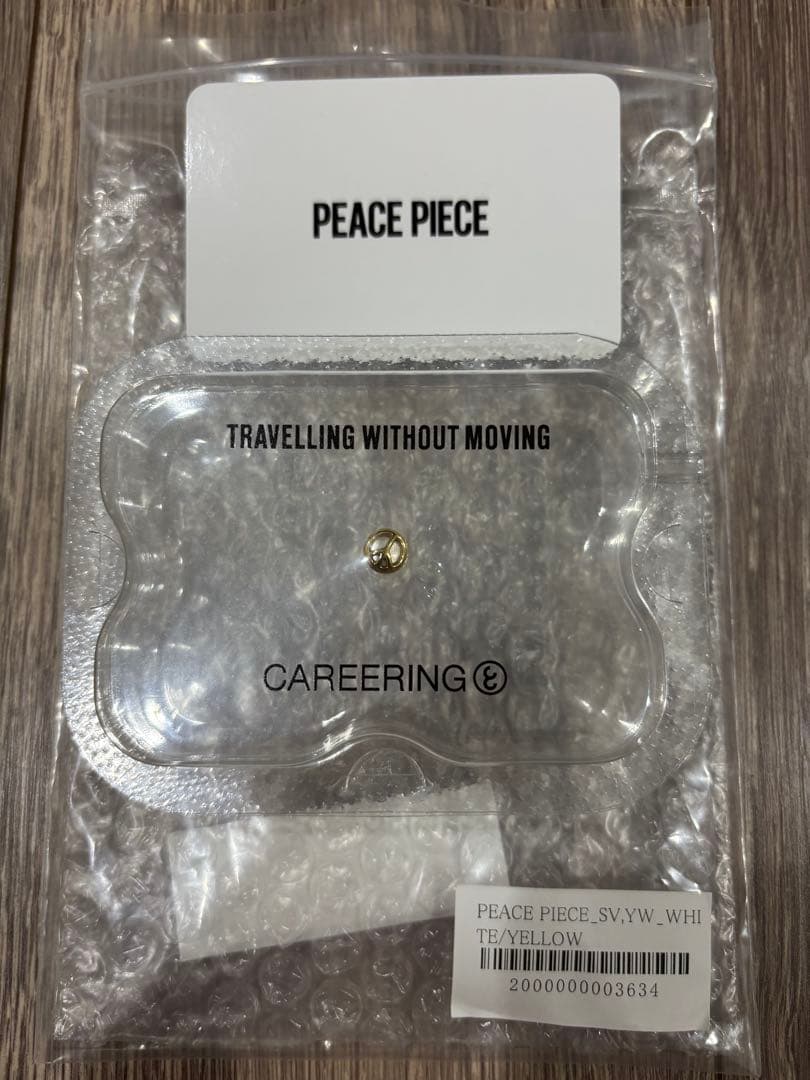 PEACE PIECE
TRAVELLING WITHOUT MOVING
CAREERING
PEACE PIECE_SV,YW_WHI
TE/YELLOW
2000000003634